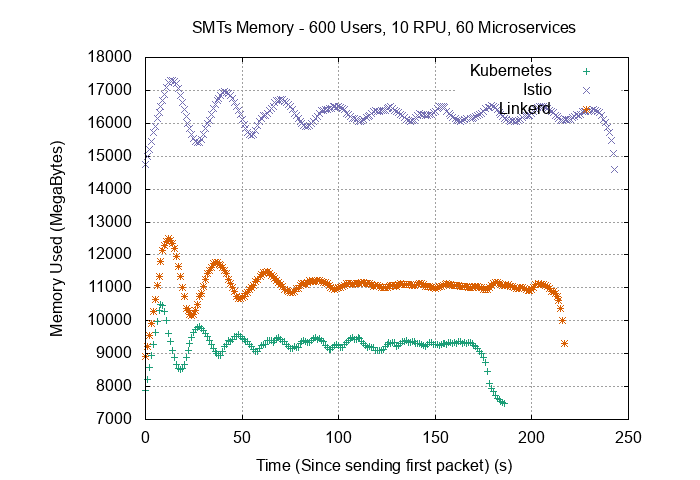 SMTs Memory - 600 Users, 10 RPU, 60 Microservices
18000
17000
16000
15000
14000
13000
12000
11000
10000
9000
8000
7000
Memory Used (MegaBytes)
Kubernetes
Istio
Linkerd
0 50 100 150 200 250
Time (Since sending first packet) (s)